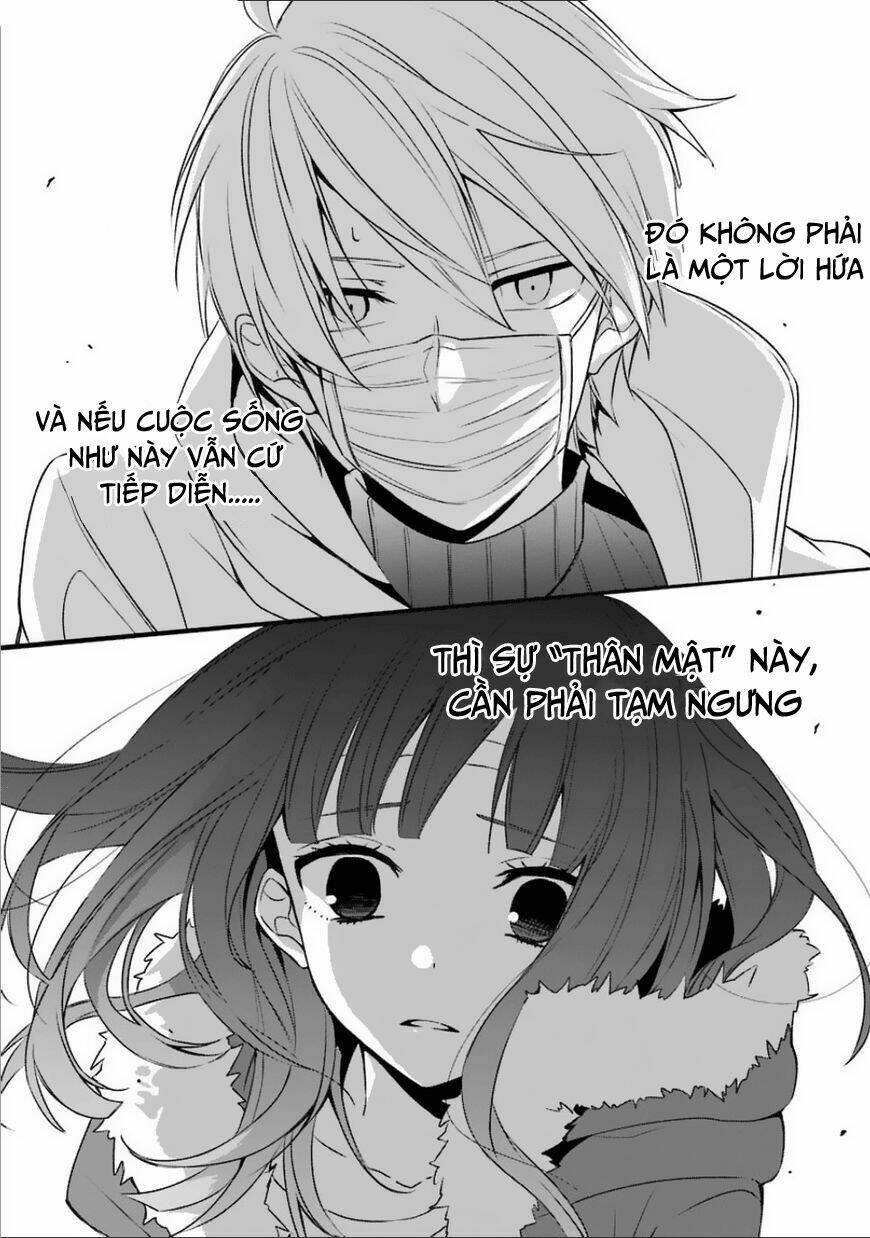 ĐÓ KHÔNG PHẢI
LÀ MỘT LỜI HỨA
VÀ NẾU CUỘC SỐNG
NHƯ NÀY VẪN CỨ
TIẾP DIỄN.....
THÌ SỰ “THÂN MẬT” NÀY,
CẦN PHẢI TẠM NGƯNG